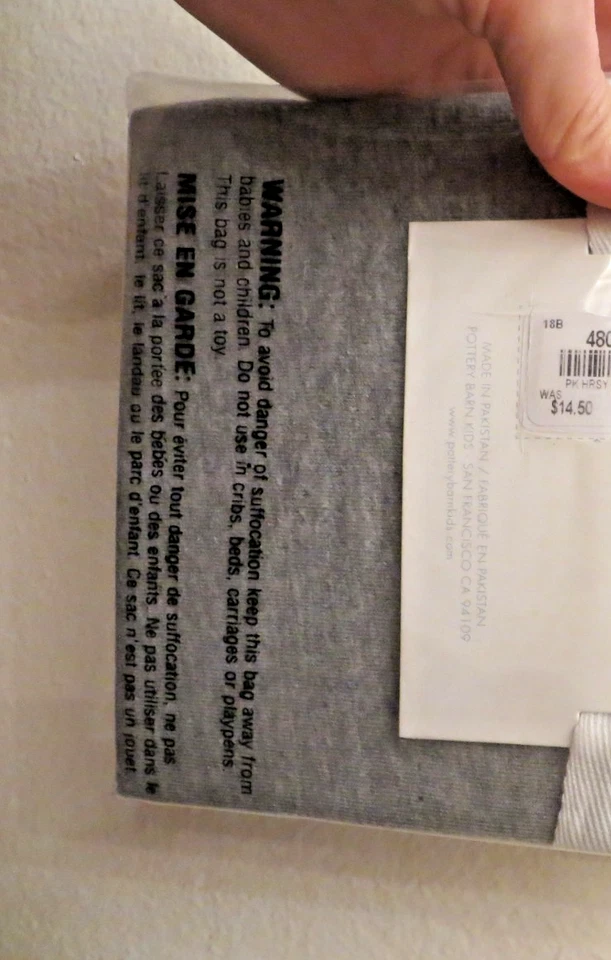 WARNING: To avoid danger of suffocation keep this bag away from
babies and children. Do not use in cribs, beds, carriages or playpens.
This bag is not a toy.
MISE EN GARDE: Pour éviter tout danger de suffocation, ne pas
Laisser ce sac à la portée des bébés ou des enfants. Ne pas utiliser dans le
lit d'enfant, le lit, le landau ou le parc d'enfant. Ce sac n'est pas un jouet
MADE IN PAKISTAN / FABRIQUÉ EN PAKISTAN
POTTERY BARN KIDS SAN FRANCISCO CA 94109
www.potterybarnkids.com
18B
480
PK HRSY
WAS
$14.50